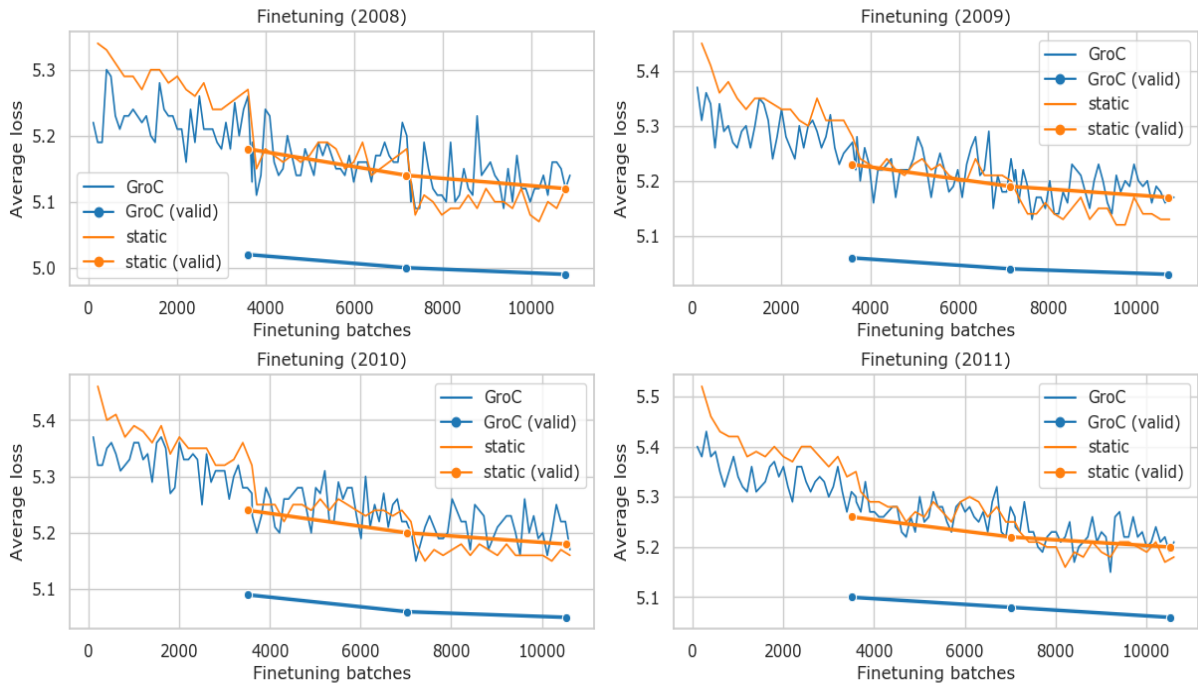 Finetuning (2008)
Average loss
5.3
5.2
5.1
5.0
GroC
GroC (valid)
static
static (valid)
0 2000 4000 6000 8000 10000
Finetuning batches
Finetuning (2009)
Average loss
5.4
5.3
5.2
5.1
GroC
GroC (valid)
static
static (valid)
0 2000 4000 6000 8000 10000
Finetuning batches
Finetuning (2010)
Average loss
5.4
5.3
5.2
5.1
GroC
GroC (valid)
static
static (valid)
0 2000 4000 6000 8000 10000
Finetuning batches
Finetuning (2011)
Average loss
5.5
5.4
5.3
5.2
5.1
GroC
GroC (valid)
static
static (valid)
0 2000 4000 6000 8000 10000
Finetuning batches